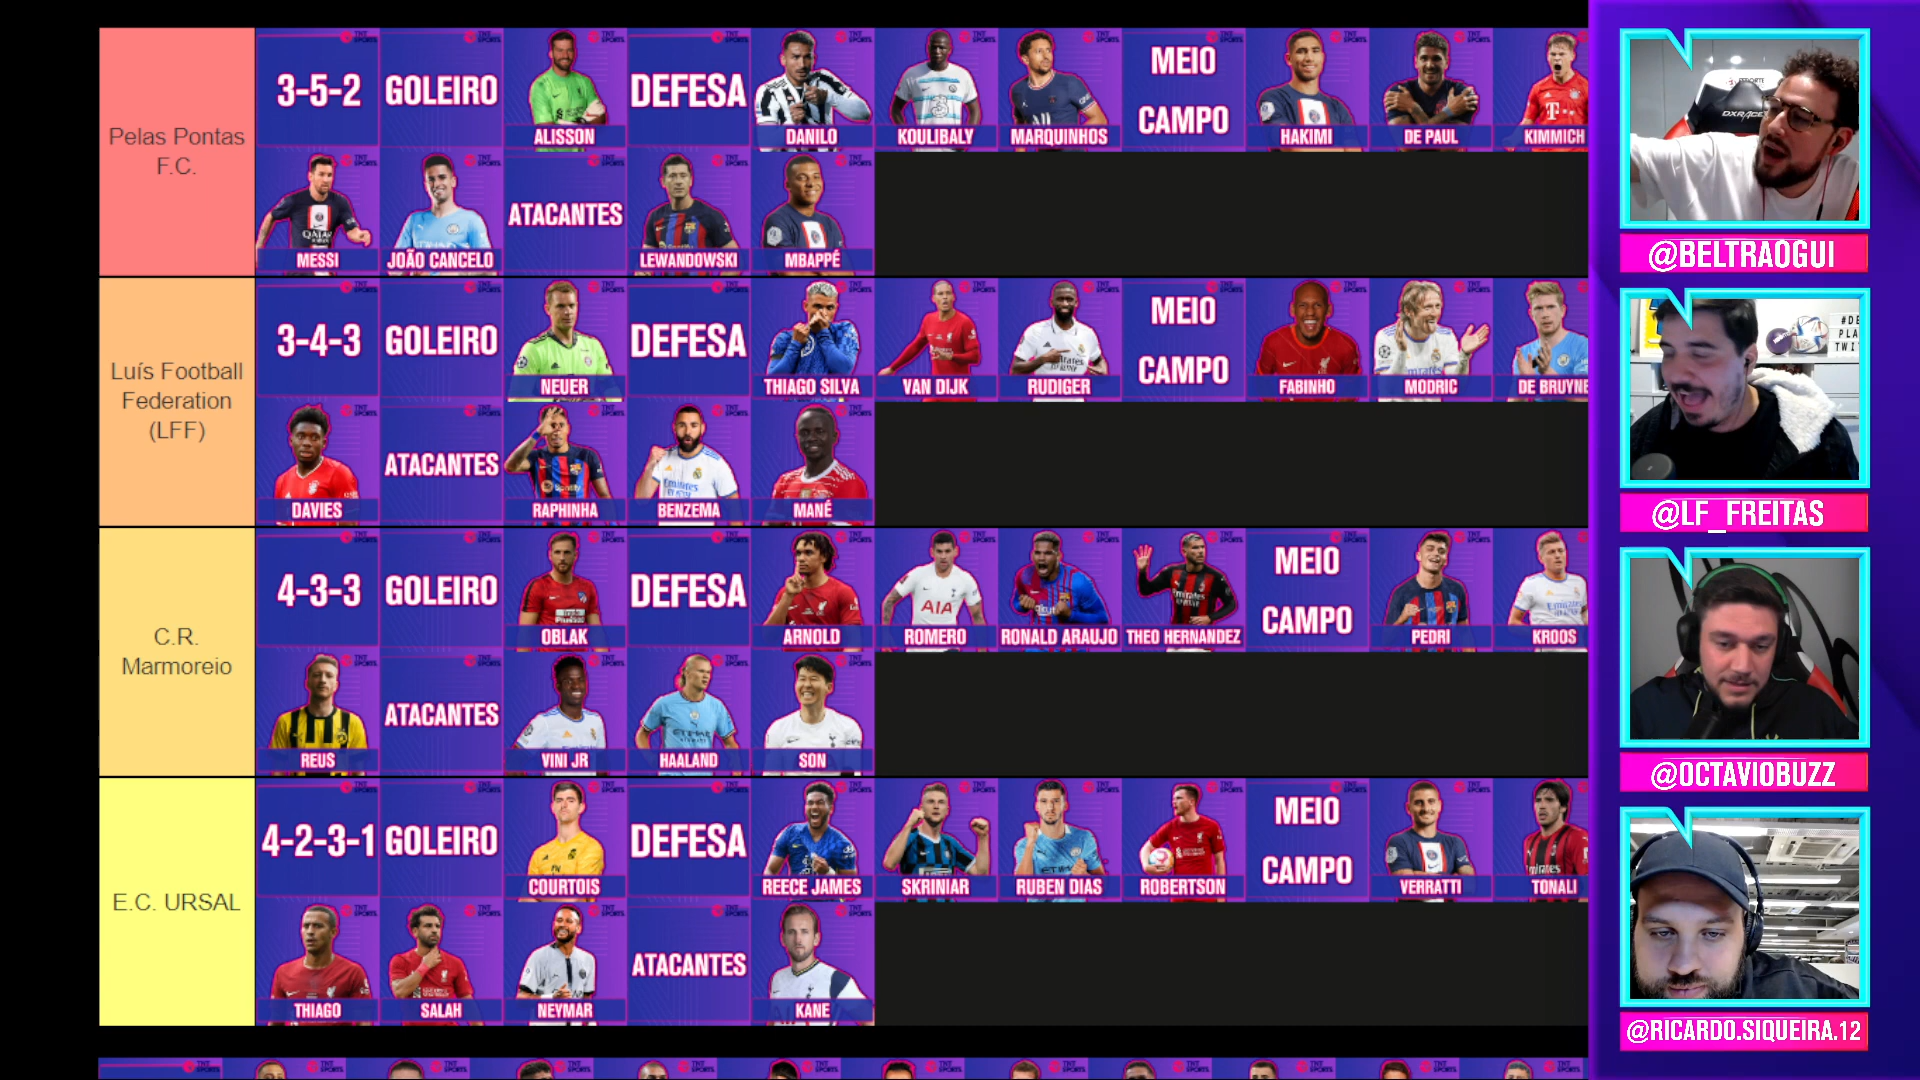 Pelas Pontas
F.C.
3-5-2
GOLEIRO
ALISSON
DEFESA
DANILO
KOULIBALY
MARQUINHOS
MEIO
CAMPO
HAKIMI
DE PAUL
KIMMICH
MESSI
JOÃO CANCELO
ATACANTES
LEWANDOWSKI
MBAPPÉ
Luís Football
Federation
(LFF)
3-4-3
GOLEIRO
NEUER
DEFESA
THIAGO SILVA
VAN DIJK
RUDIGER
MEIO
CAMPO
FABINHO
MODRIC
DE BRUYNE
DAVIES
ATACANTES
RAPHINHA
BENZEMA
MANÉ
C.R.
Marmoreio
4-3-3
GOLEIRO
OBLAK
DEFESA
ARNOLD
ROMERO
RONALD ARAUJO
THEO HERNANDEZ
MEIO
CAMPO
PEDRI
KROOS
REUS
ATACANTES
VINI JR
HAALAND
SON
E.C. URSAL
4-2-3-1
GOLEIRO
COURTOIS
DEFESA
REECE JAMES
SKRINIAR
RUBEN DIAS
ROBERTSON
MEIO
CAMPO
VERRATTI
TONALI
THIAGO
SALAH
NEYMAR
ATACANTES
KANE
@BELTRAOGUI
@LF_FREITAS
@OCTAVIOBUZZ
@RICARDO.SIQUEIRA.12